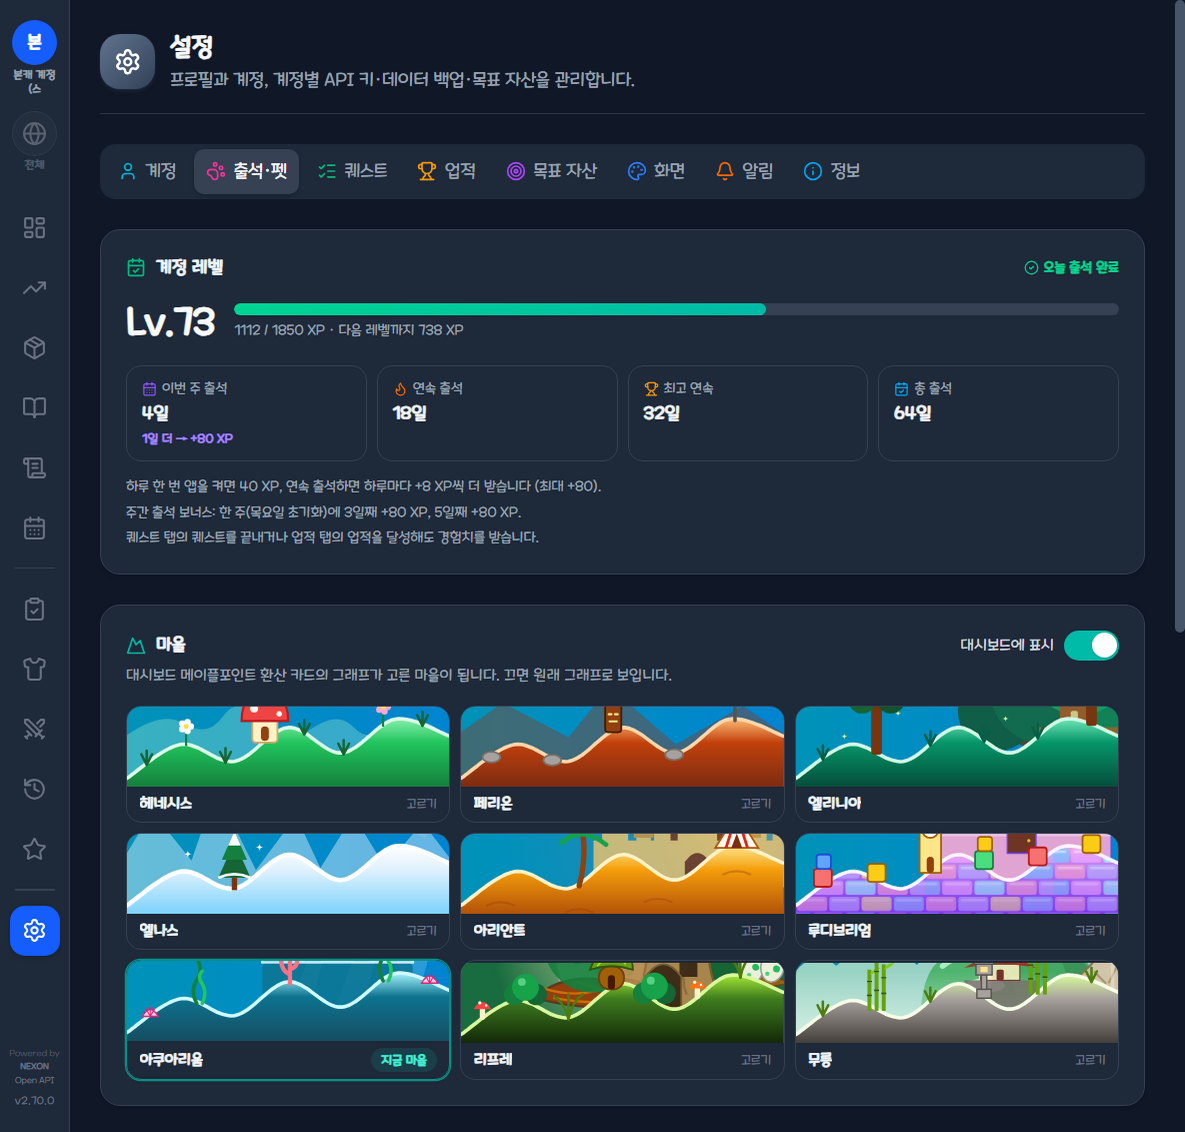 본
본캐 계정
(스
전체
Powered by
NEXON
Open API
v2.70.0
설정
프로필과 계정, 계정별 API 키·데이터 백업·목표 자산을 관리합니다.
계정
출석·펫
퀘스트
업적
목표 자산
화면
알림
정보
계정 레벨
오늘 출석 완료
Lv.73
1112 / 1850 XP · 다음 레벨까지 738 XP
이번 주 출석
4일
1일 더 → +80 XP
연속 출석
18일
최고 연속
32일
총 출석
64일
하루 한 번 앱을 켜면 40 XP, 연속 출석하면 하루마다 +8 XP씩 더 받습니다 (최대 +80).
주간 출석 보너스: 한 주(목요일 초기화)에 3일째 +80 XP, 5일째 +80 XP.
퀘스트 탭의 퀘스트를 끝내거나 업적 탭의 업적을 달성해도 경험치를 받습니다.
마을
대시보드에 표시
대시보드 메이플포인트 환산 카드의 그래프가 고른 마을이 됩니다. 끄면 원래 그래프로 보입니다.
헤네시스
고르기
페리온
고르기
엘리니아
고르기
엘나스
고르기
아리안트
고르기
루디브리엄
고르기
아쿠아리움
지금 마을
리프레
고르기
무릉
고르기